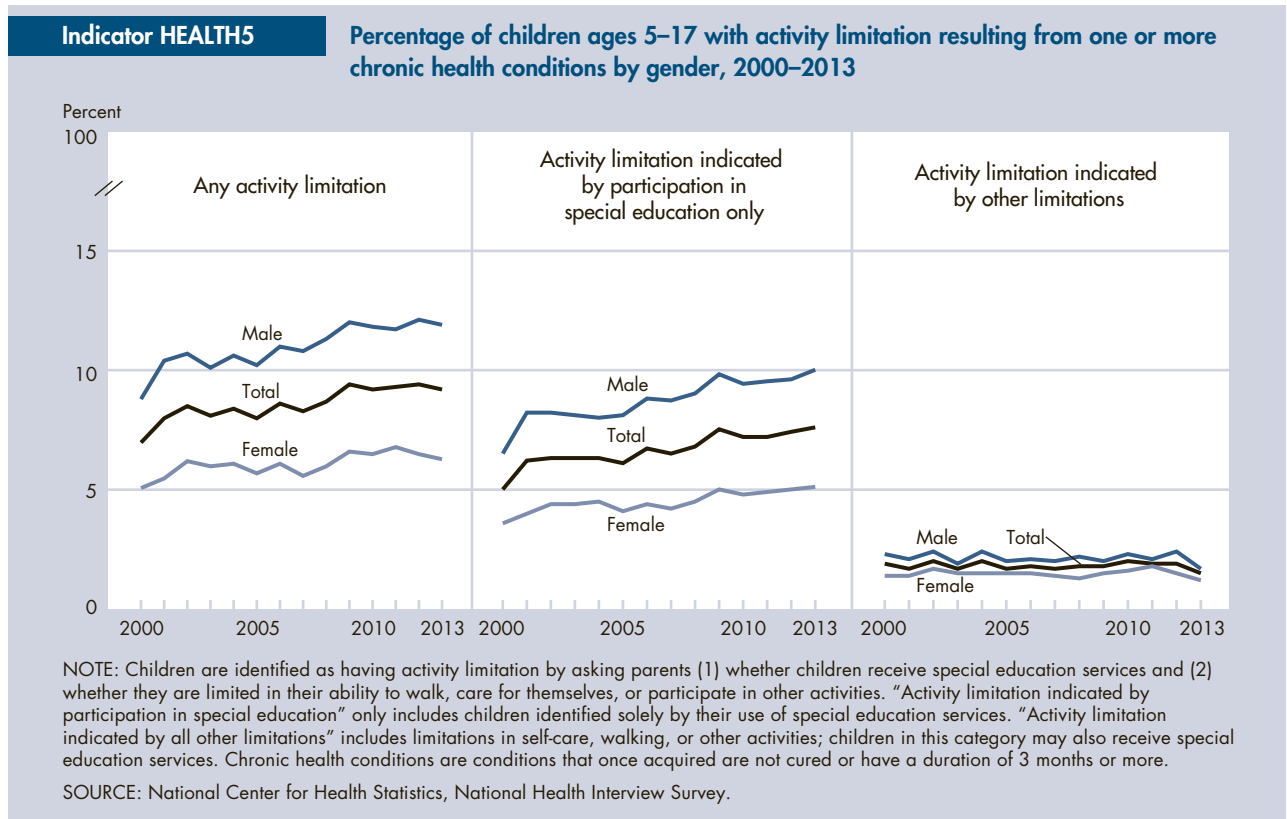 Indicator HEALTH5
Percentage of children ages 5–17 with activity limitation resulting from one or more
chronic health conditions by gender, 2000–2013
Percent
100
15
10
5
0
Any activity limitation
Male
Total
Female
2000 2005 2010 2013
Activity limitation indicated
by participation in
special education only
Male
Total
Female
2000 2005 2010 2013
Activity limitation indicated
by other limitations
Male Total
Female
2000 2005 2010 2013
NOTE: Children are identified as having activity limitation by asking parents (1) whether children receive special education services and (2)
whether they are limited in their ability to walk, care for themselves, or participate in other activities. “Activity limitation indicated by
participation in special education” only includes children identified solely by their use of special education services. “Activity limitation
indicated by all other limitations” includes limitations in self-care, walking, or other activities; children in this category may also receive special
education services. Chronic health conditions are conditions that once acquired are not cured or have a duration of 3 months or more.
SOURCE: National Center for Health Statistics, National Health Interview Survey.